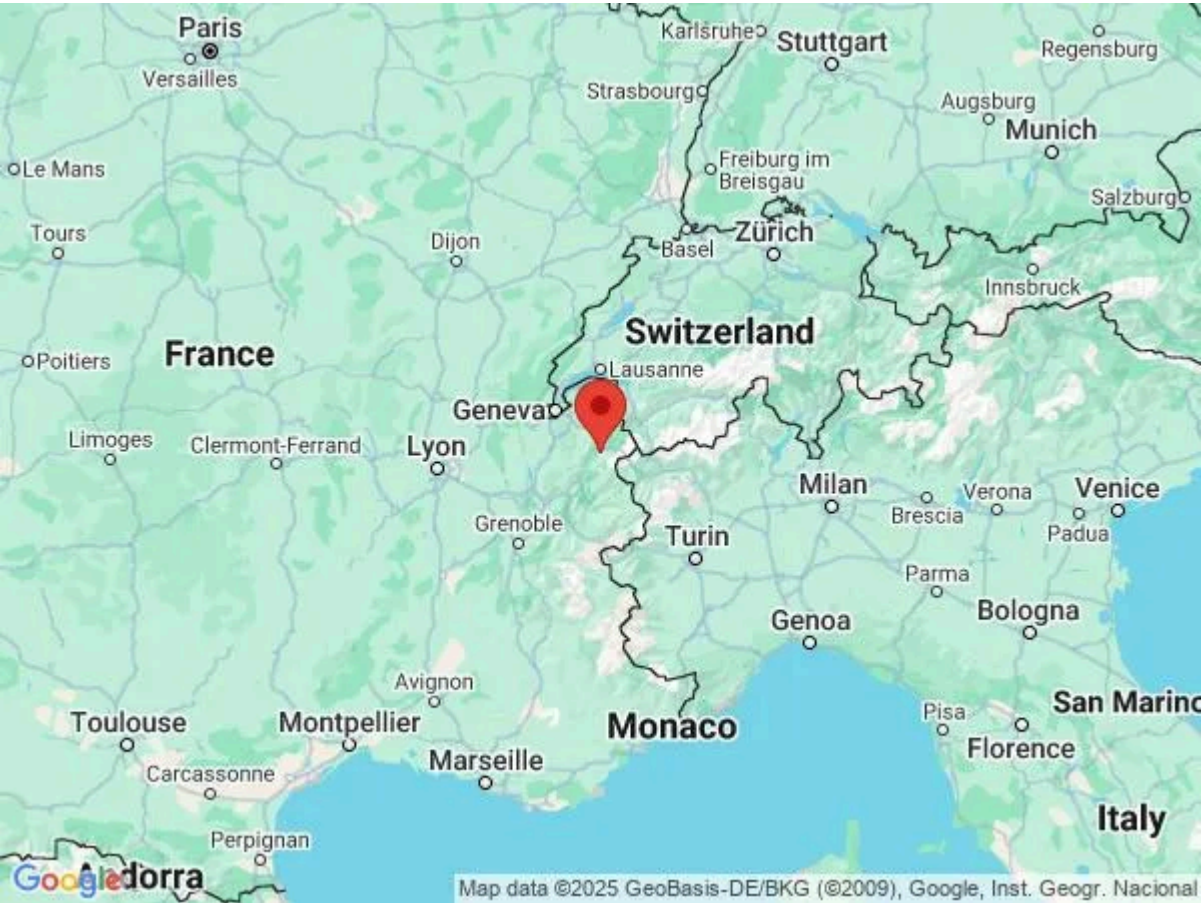 Paris
Versailles
Karlsruhe
Stuttgart
Regensburg
Strasbourg
Augsburg
Munich
Le Mans
Freiburg im
Breisgau
Salzburg
Tours
Dijon
Basel
Zürich
Innsbruck
Switzerland
France
Poitiers
Lausanne
Geneva
Limoges
Clermont-Ferrand
Lyon
Milan
Verona
Venice
Brescia
Padua
Grenoble
Turin
Parma
Genoa
Bologna
Avignon
San Marino
Toulouse
Montpellier
Monaco
Pisa
Florence
Marseille
Carcassonne
Italy
Perpignan
Andorra
Google
Map data ©2025 GeoBasis-DE/BKG (©2009), Google, Inst. Geogr. Nacional